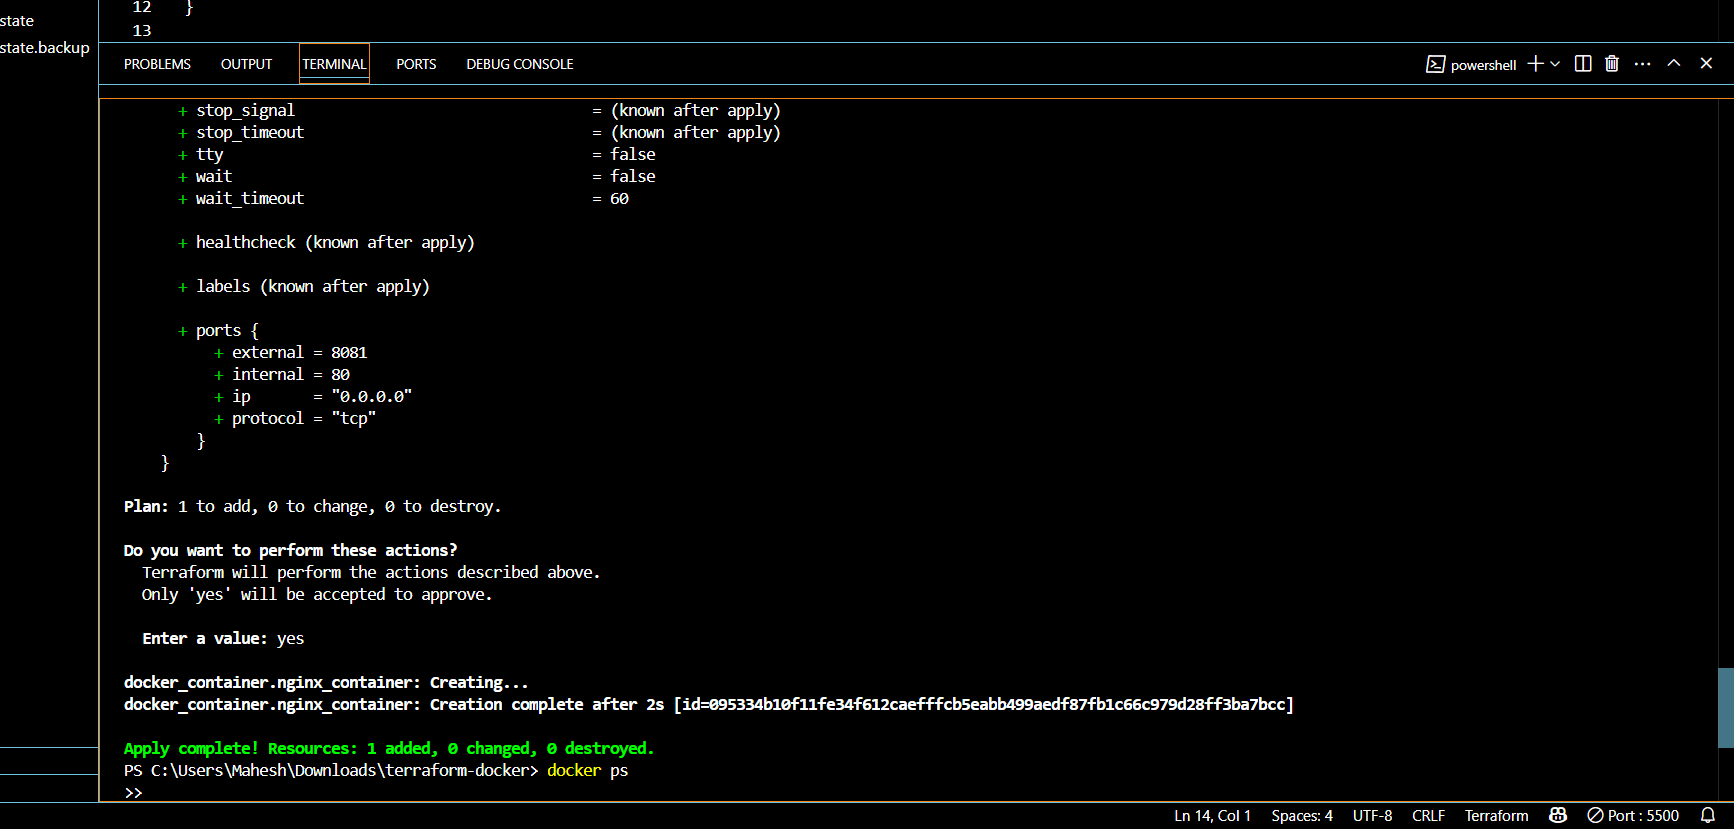 state
state.backup
12 }
13
PROBLEMS OUTPUT TERMINAL PORTS DEBUG CONSOLE powershell
+ stop_signal = (known after apply)
+ stop_timeout = (known after apply)
+ tty = false
+ wait = false
+ wait_timeout = 60
+ healthcheck (known after apply)
+ labels (known after apply)
+ ports {
+ external = 8081
+ internal = 80
+ ip = "0.0.0.0"
+ protocol = "tcp"
}
}
Plan: 1 to add, 0 to change, 0 to destroy.
Do you want to perform these actions?
Terraform will perform the actions described above.
Only 'yes' will be accepted to approve.
Enter a value: yes
docker_container.nginx_container: Creating...
docker_container.nginx_container: Creation complete after 2s [id=095334b10f11fe34f612caefffcb5eabb499aedf87fb1c66c979d28ff3ba7bcc]
Apply complete! Resources: 1 added, 0 changed, 0 destroyed.
PS C:\Users\Mahesh\Downloads\terraform-docker> docker ps
>>
Ln 14, Col 1 Spaces: 4 UTF-8 CRLF Terraform Port : 5500